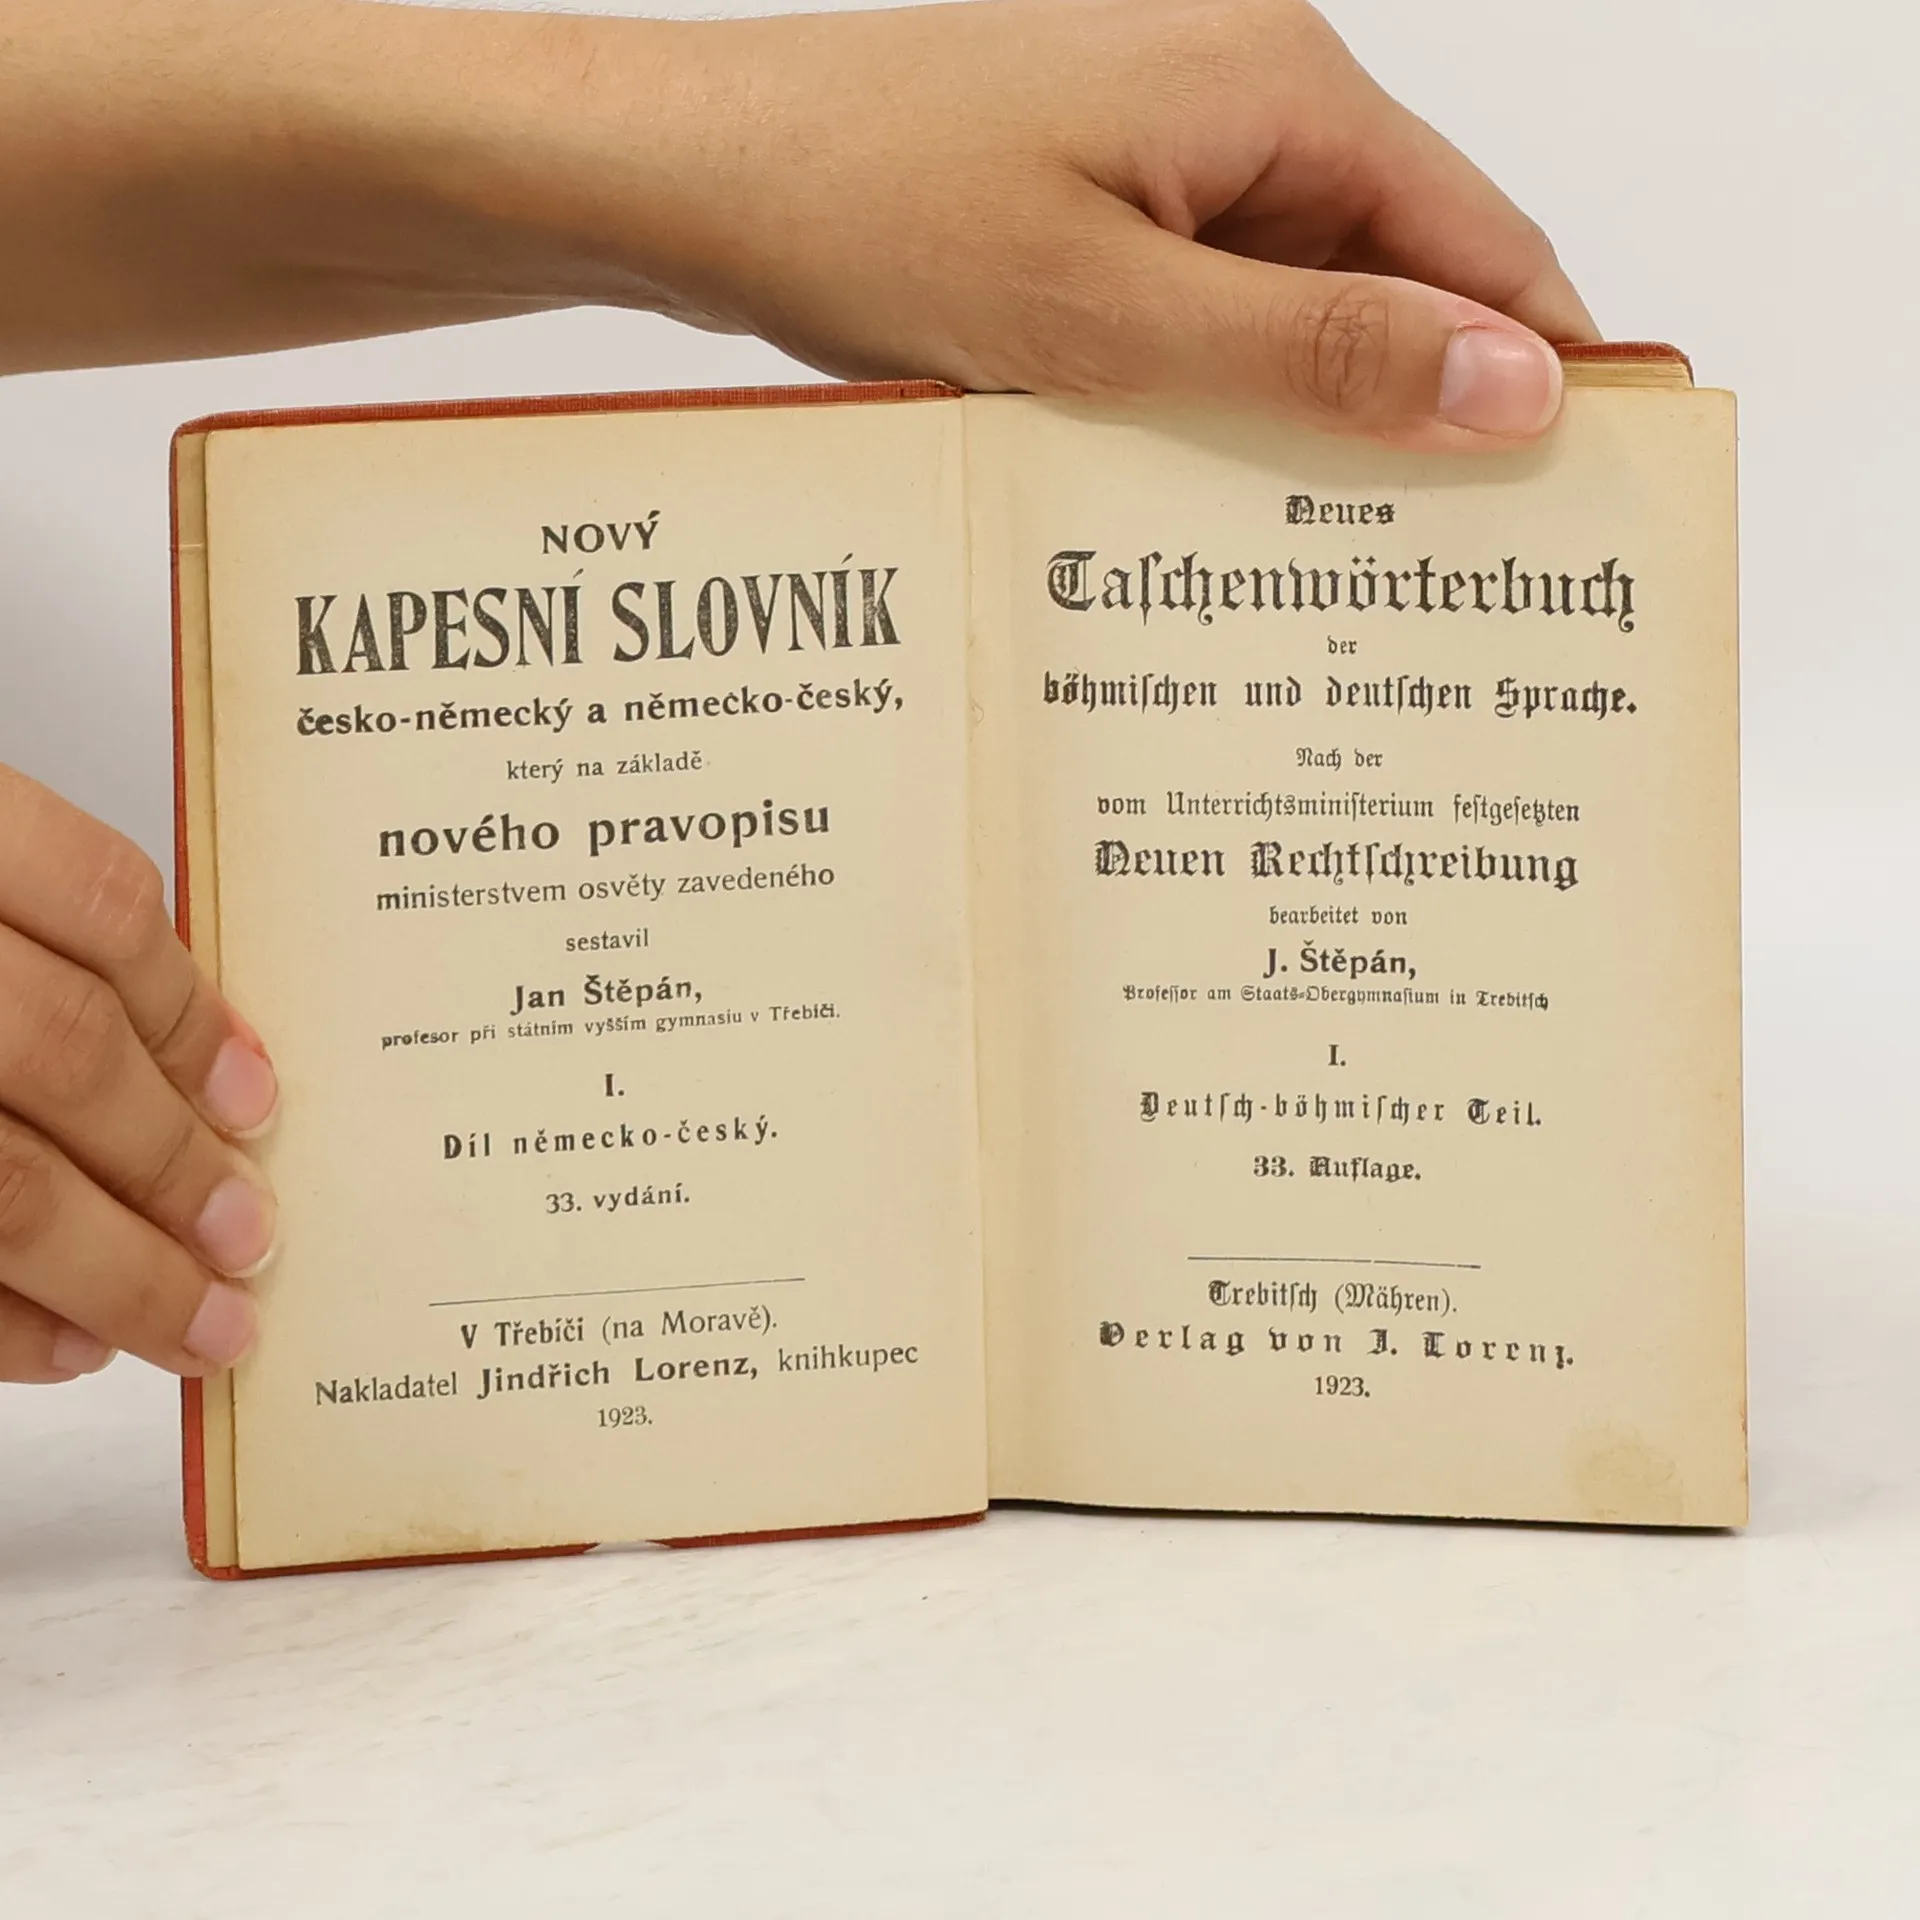 NOVÝ
KAPESNÍ SLOVNÍK
česko-německý a německo-český,
který na základě
nového pravopisu
ministerstvem osvěty zavedeného
sestavil
Jan Štěpán,
profesor při státním vyšším gymnasiu v Třebíči.
I.
Díl německo-český.
33. vydání.
V Třebíči (na Moravě).
Nakladatel Jindřich Lorenz, knihkupec
1923.
Neues
Taſchenwörterbuch
der
böhmiſchen und deutſchen Sprache.
Nach der
vom Unterrichtsminiſterium feſtgeſetzten
Neuen Rechtſchreibung
bearbeitet von
J. Štěpán,
Profeſſor am Staats-Obergymnaſium in Trebitſch
I.
Deutſch-böhmiſcher Teil.
33. Auflage.
Trebitſch (Mähren).
Verlag von J. Lorenz.
1923.